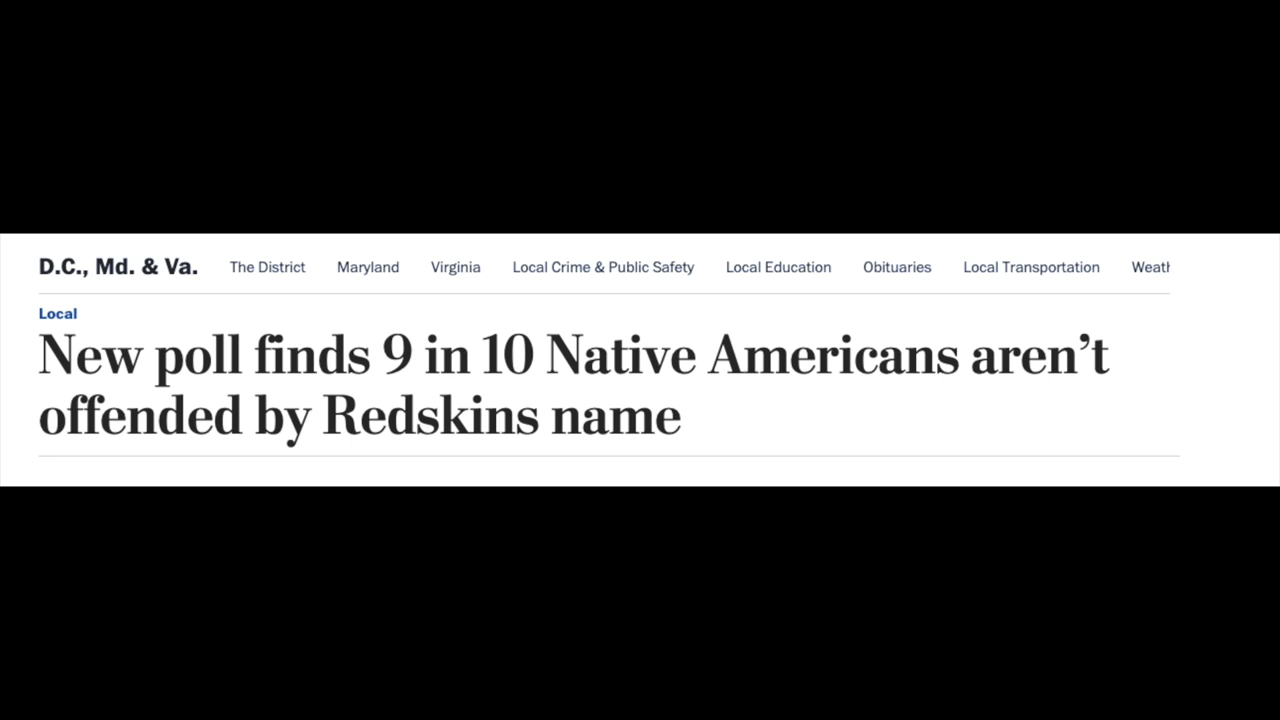 D.C., Md. & Va. The District Maryland Virginia Local Crime & Public Safety Local Education Obituaries Local Transportation
Local
New poll finds 9 in 10 Native Americans aren’t
offended by Redskins name